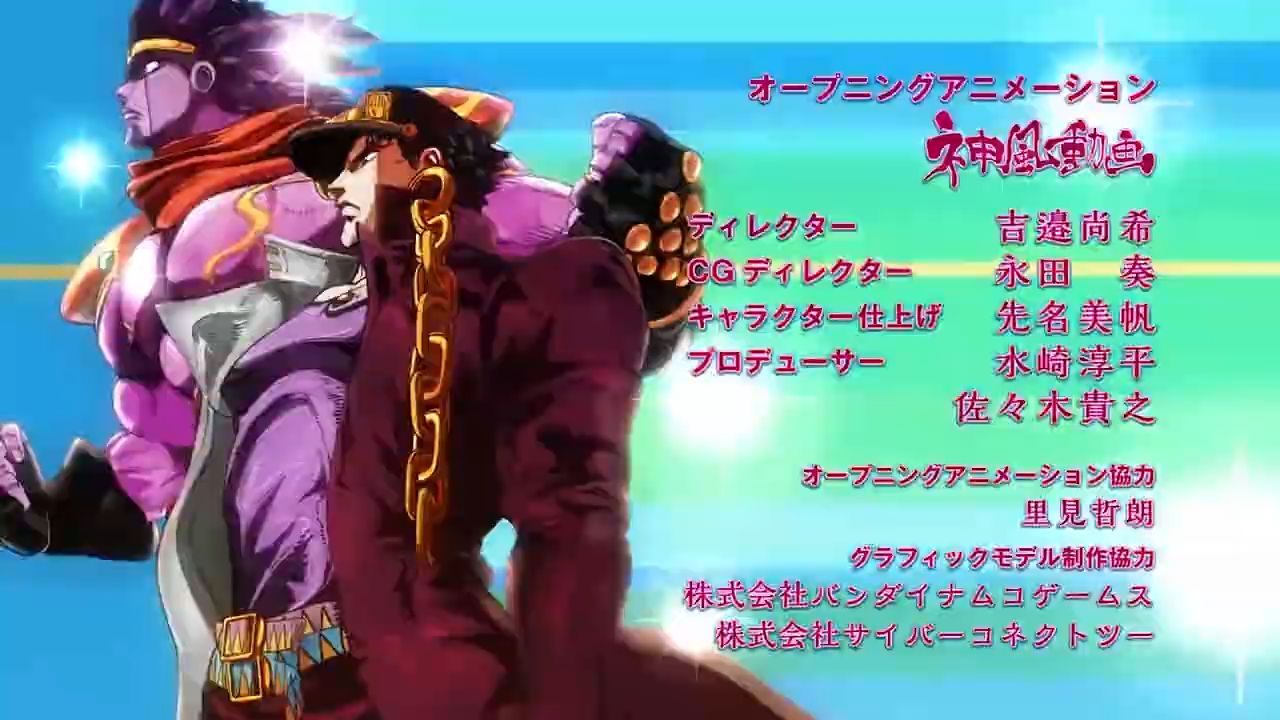 オープニングアニメーション
神風動画
ディレクター 吉邉尚希
CGディレクター 永田 奏
キャラクター仕上げ 先名美帆
プロデューサー 水崎淳平
佐々木貴之
オープニングアニメーション協力
里見哲朗
グラフィックモデル制作協力
株式会社バンダイナムコゲームス
株式会社サイバーコネクトツー